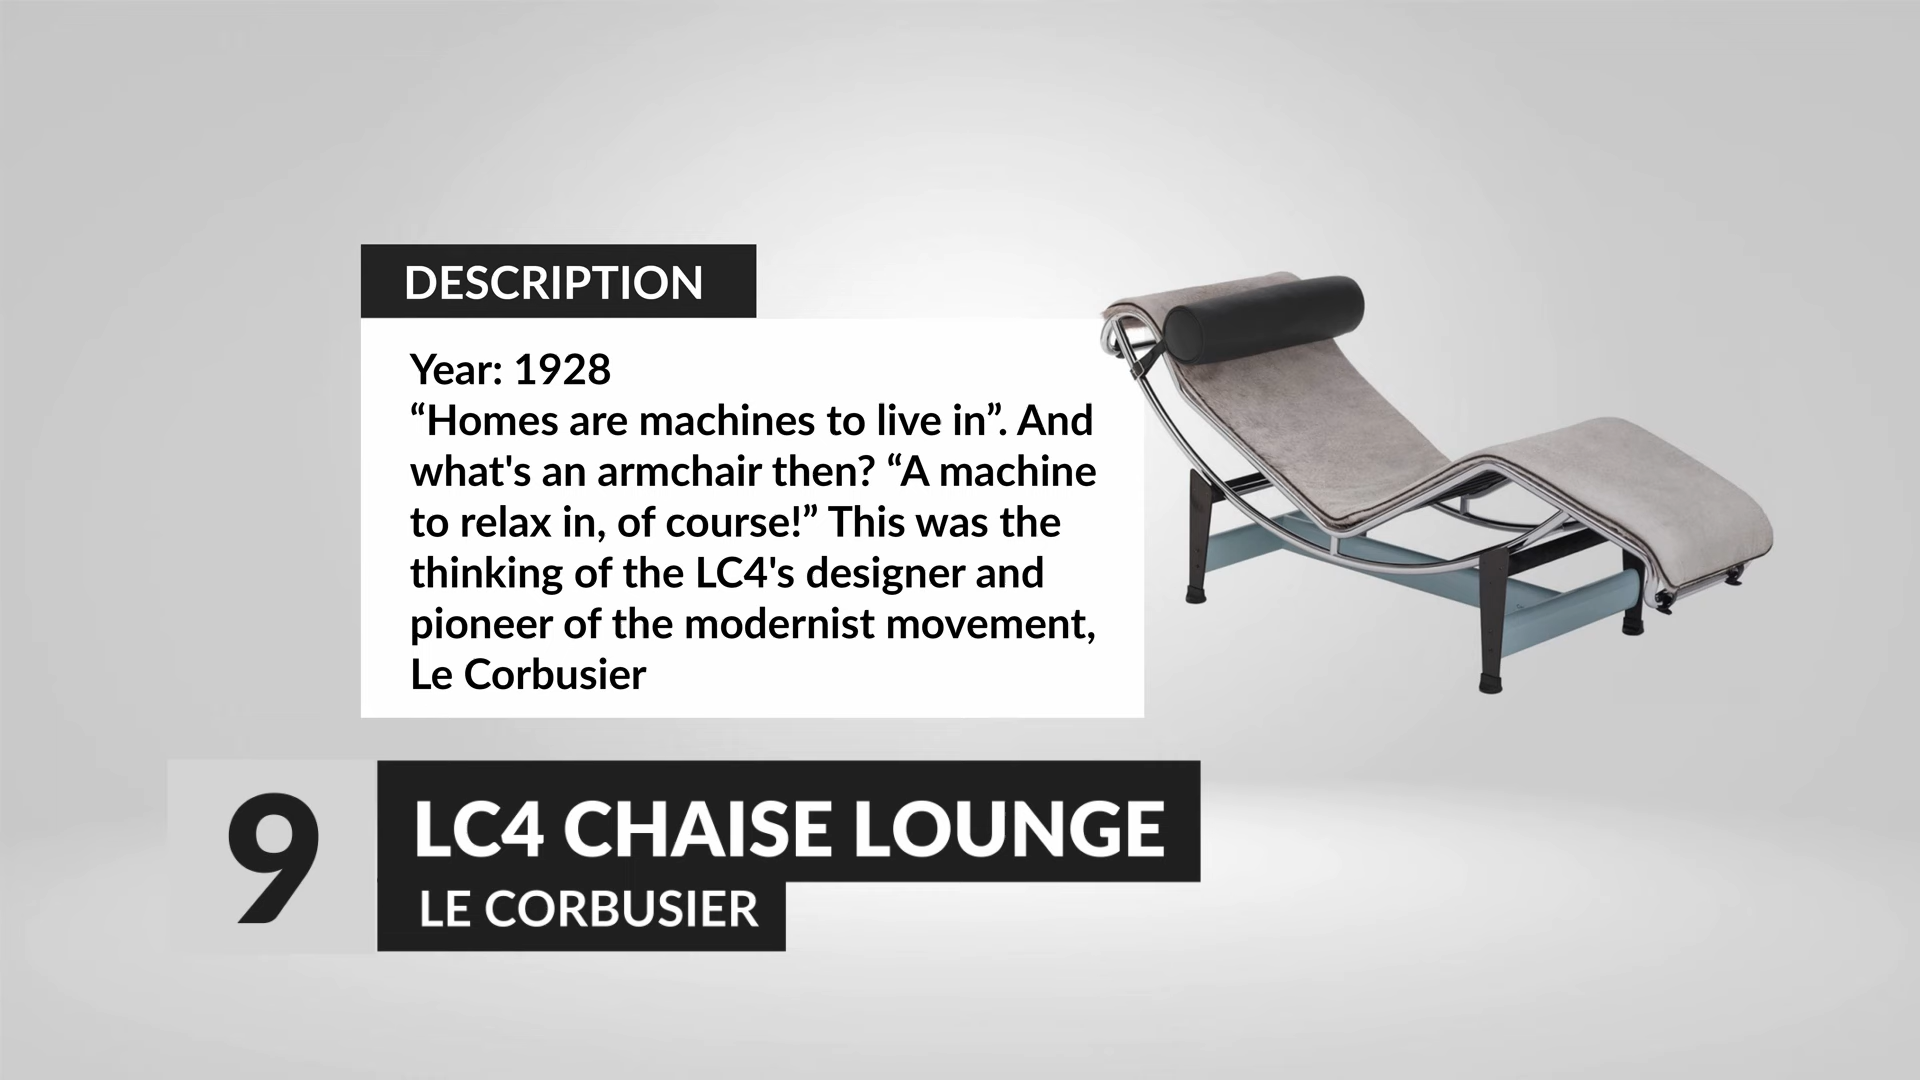 DESCRIPTION
Year: 1928
“Homes are machines to live in”. And
what's an armchair then? “A machine
to relax in, of course!” This was the
thinking of the LC4's designer and
pioneer of the modernist movement,
Le Corbusier
9
LC4 CHAISE LOUNGE
LE CORBUSIER